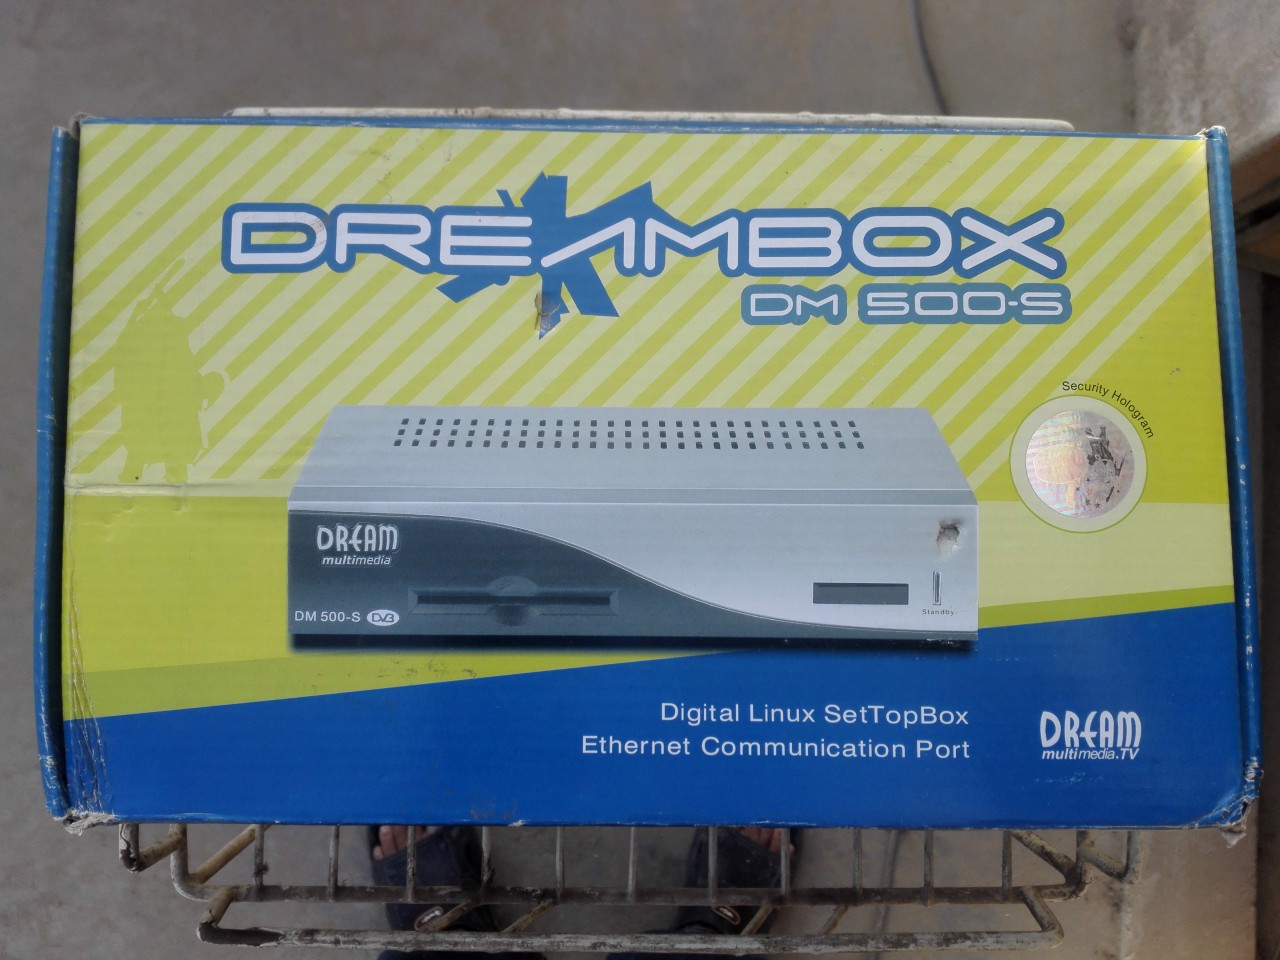 DREAMBOX
DM 500-S
Security Hologram
DREAM
multimedia
DM 500-S DVB
Standby
Digital Linux SetTopBox
Ethernet Communication Port
DREAM
multimedia.TV